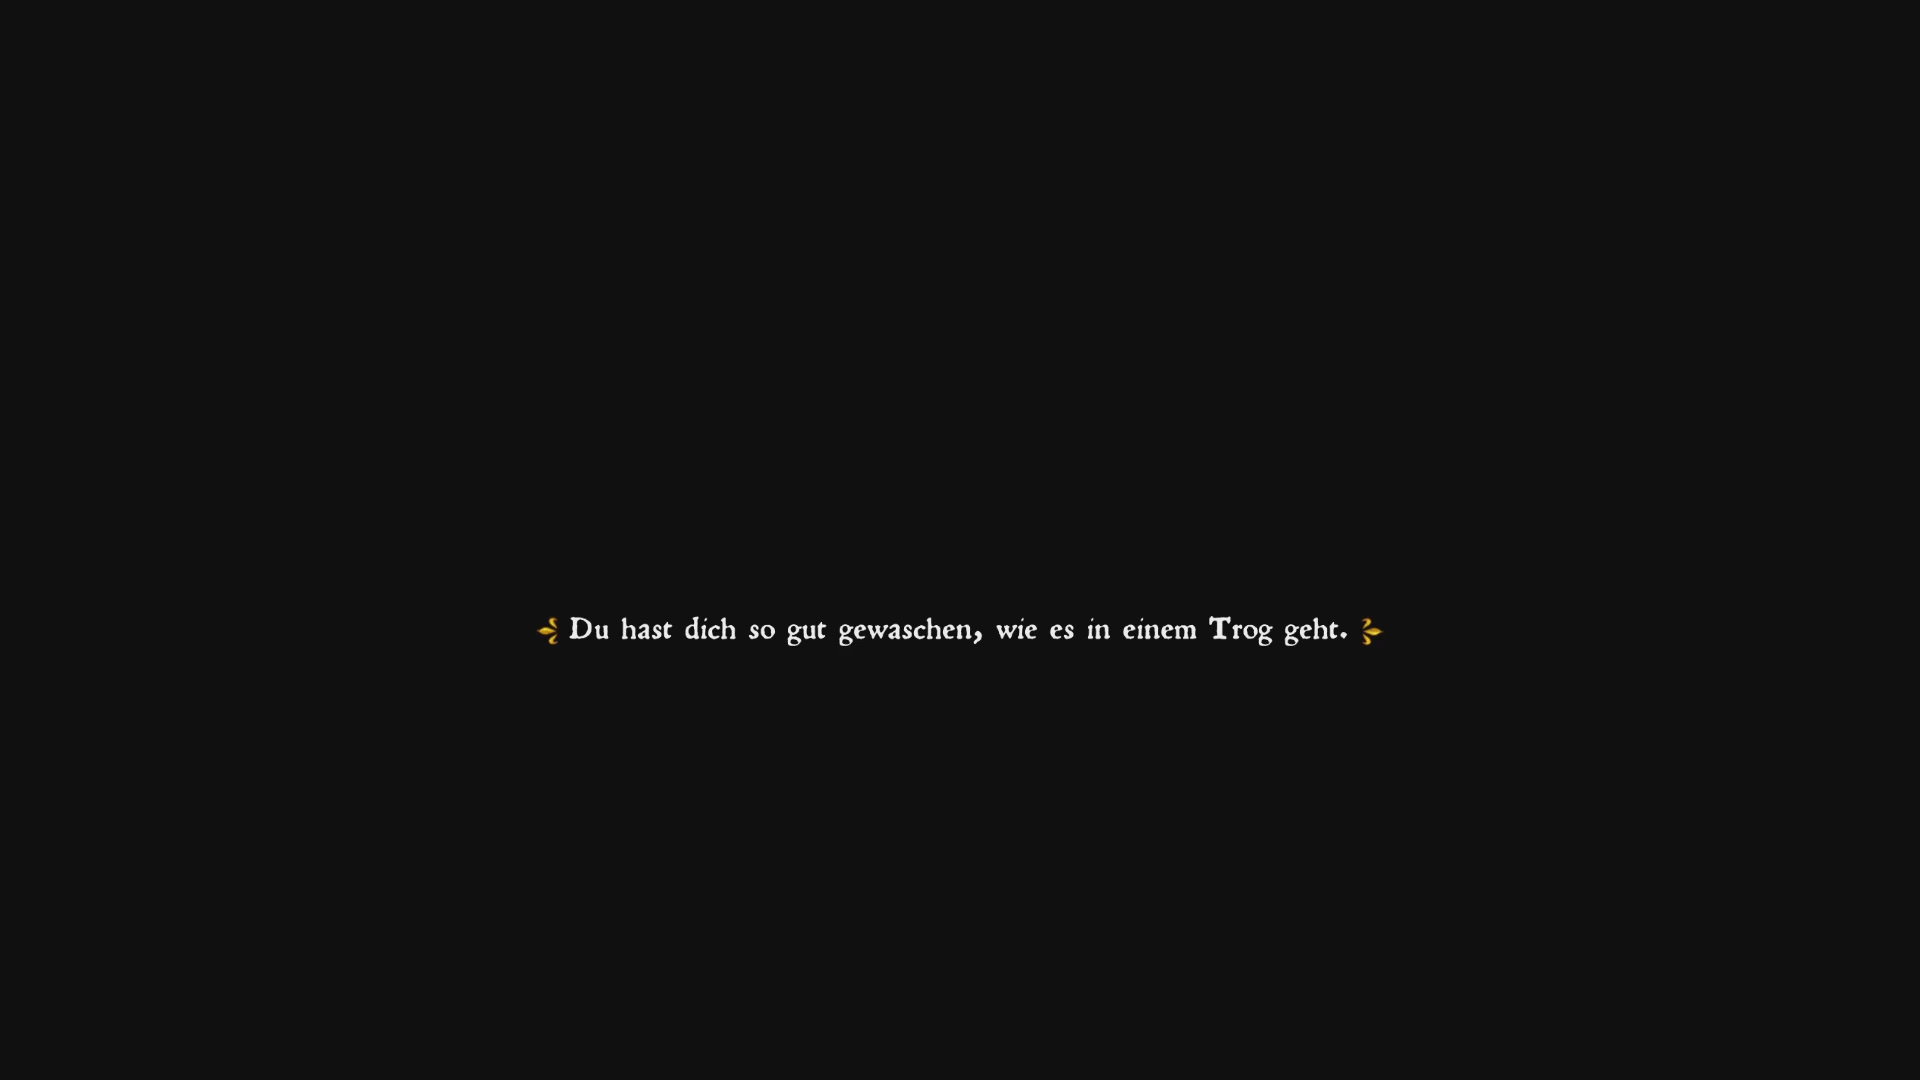 Du hast dich so gut gewaschen, wie es in einem Trog geht.